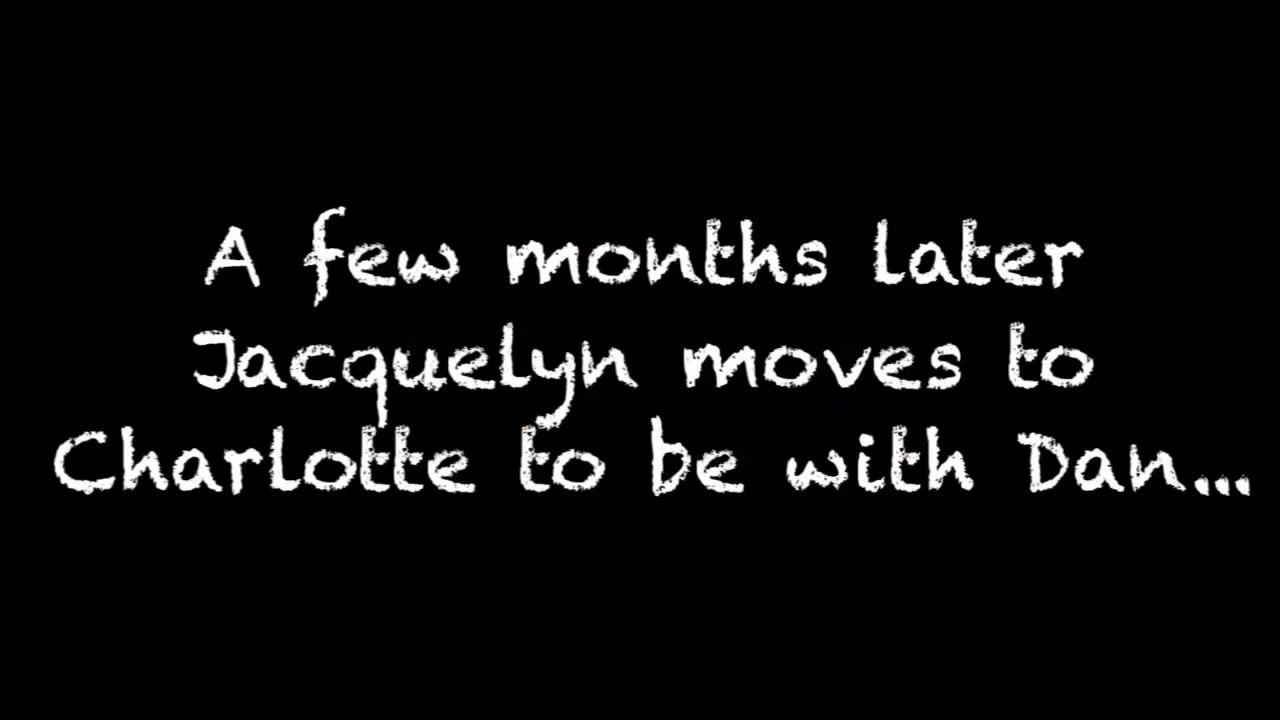 A few months later
Jacquelyn moves to
Charlotte to be with Dan...